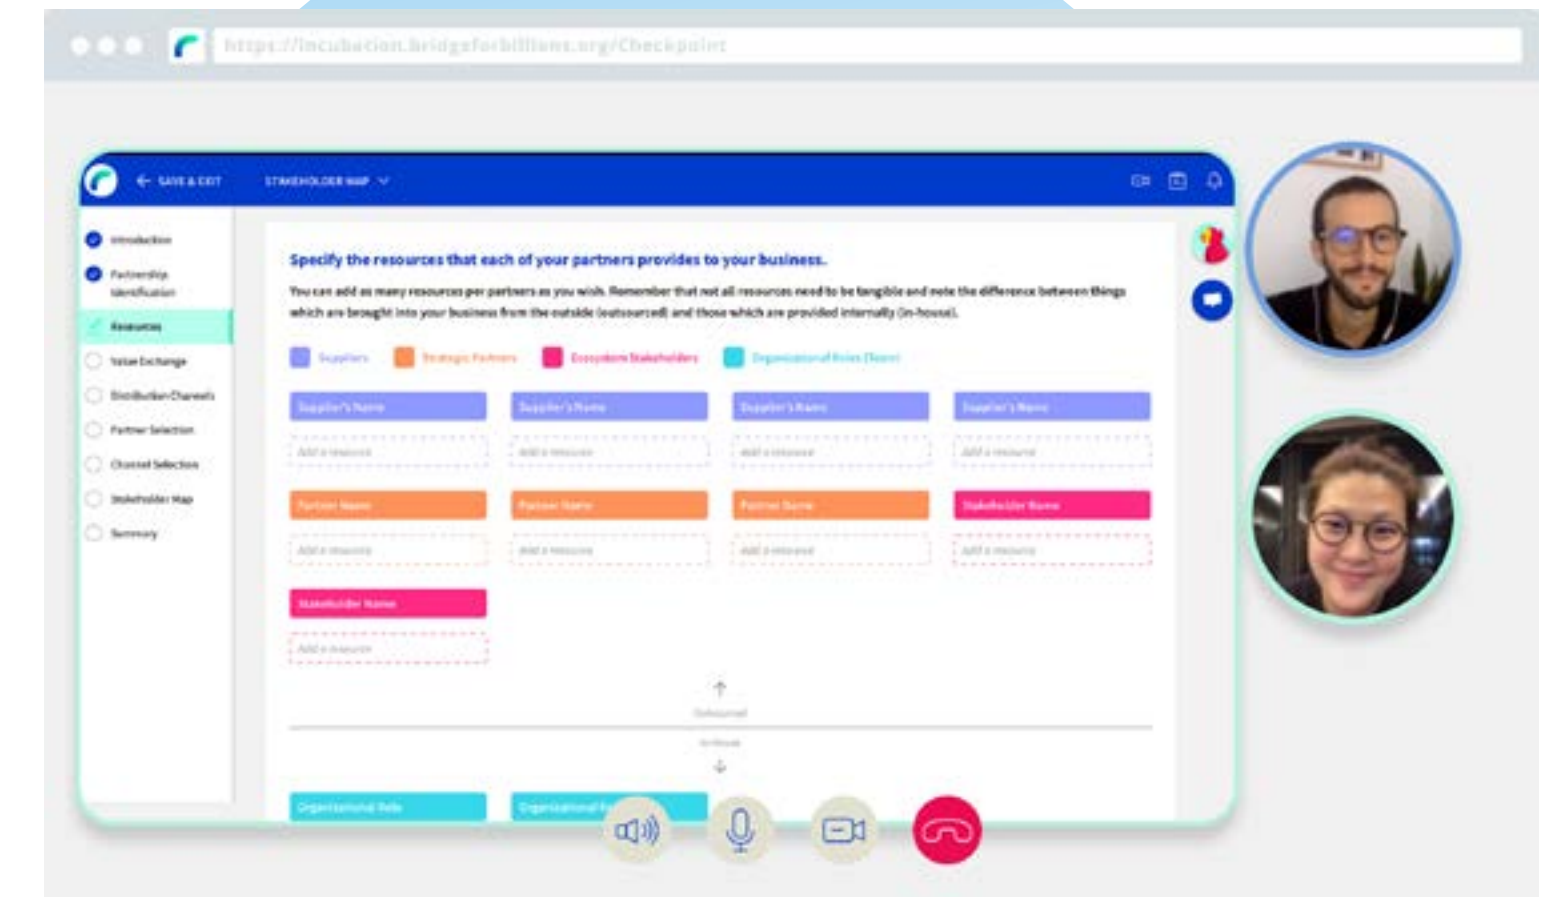 https://incubation.bridgeforbillions.org/Checkpoint
← SAVE & EXIT
STAKEHOLDER MAP
Introduction
Partnership
Identification
Resources
Value Exchange
Distribution Channels
Partner Selection
Channel Selection
Stakeholder Map
Summary
Specify the resources that each of your partners provides to your business.
You can add as many resources per partners as you wish. Remember that not all resources need to be tangible and note the difference between things
which are brought into your business from the outside (outsourced) and those which are provided internally (in-house).
Suppliers Strategic Partners Ecosystem Stakeholders Organizational Roles (Team)
Supplier's Name Supplier's Name Supplier's Name Supplier's Name
Add a resource Add a resource Add a resource Add a resource
Partner Name Partner Name Partner Name Stakeholder Name
Add a resource Add a resource Add a resource Add a resource
Stakeholder Name
Add a resource
Outsourced
In-House
Organizational Role Organizational